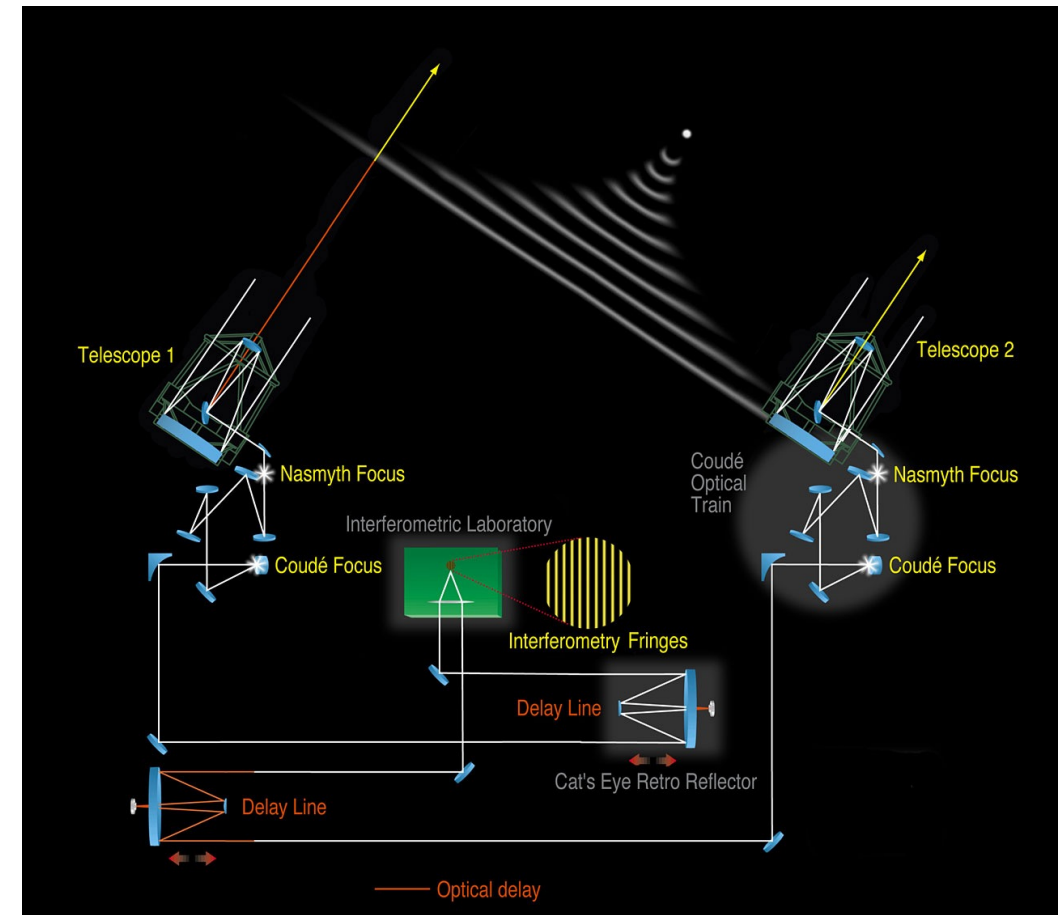 Telescope 1
Telescope 2
Coudé
Optical
Train
Nasmyth Focus
Nasmyth Focus
Interferometric Laboratory
Coudé Focus
Coudé Focus
Interferometry Fringes
Delay Line
Cat's Eye Retro Reflector
Delay Line
Optical delay